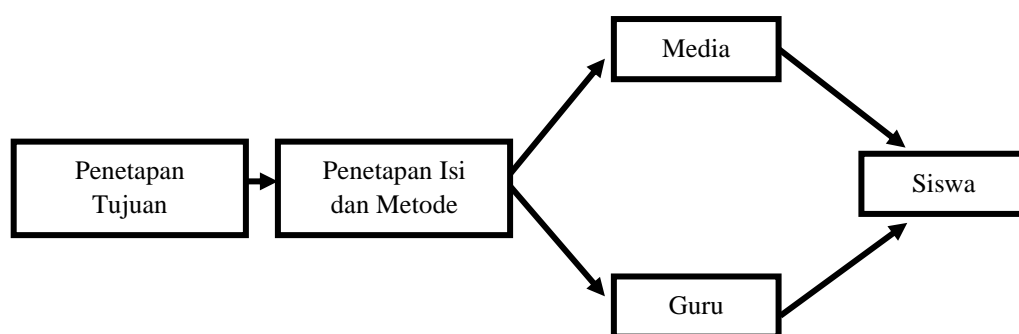 Media
Penetapan
Tujuan
Penetapan Isi
dan Metode
Siswa
Guru